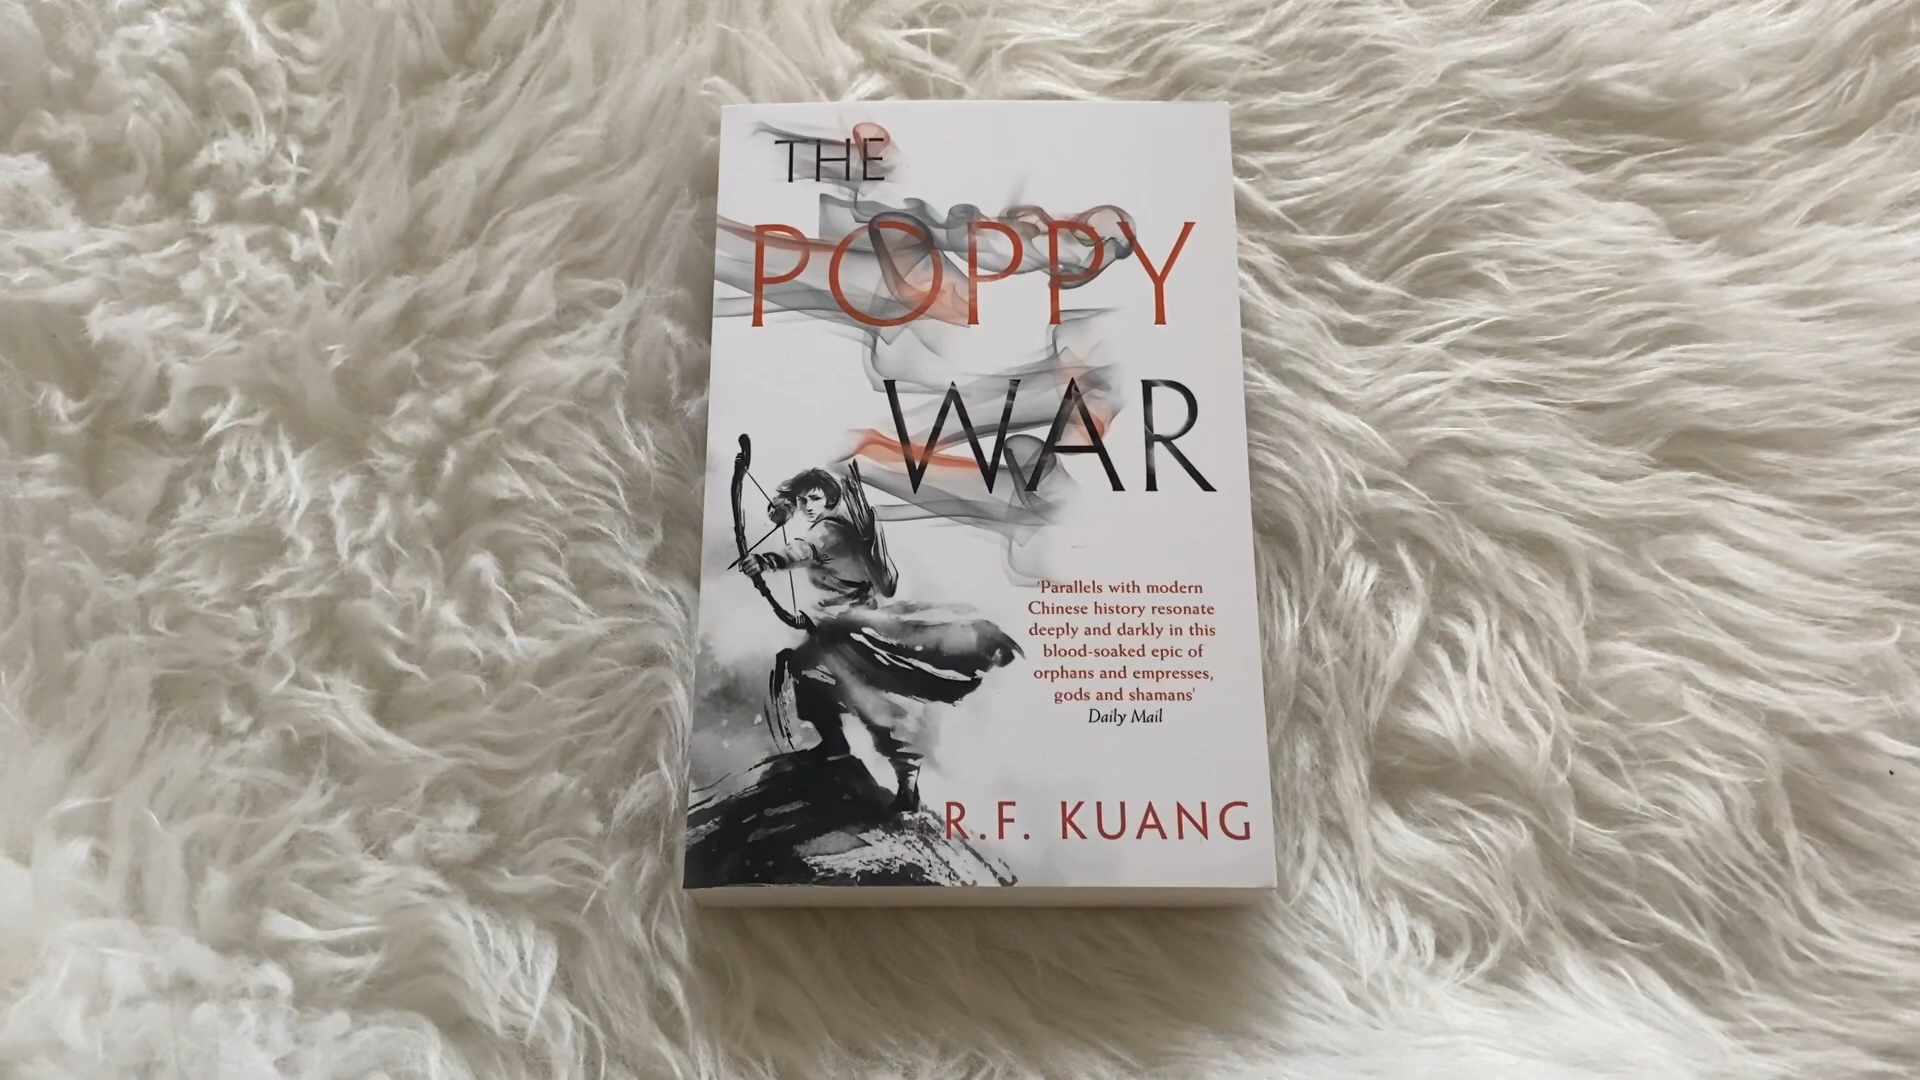 THE
POPPY
WAR
'Parallels with modern
Chinese history resonate
deeply and darkly in this
blood-soaked epic of
orphans and empresses,
gods and shamans'
Daily Mail
R.F. KUANG